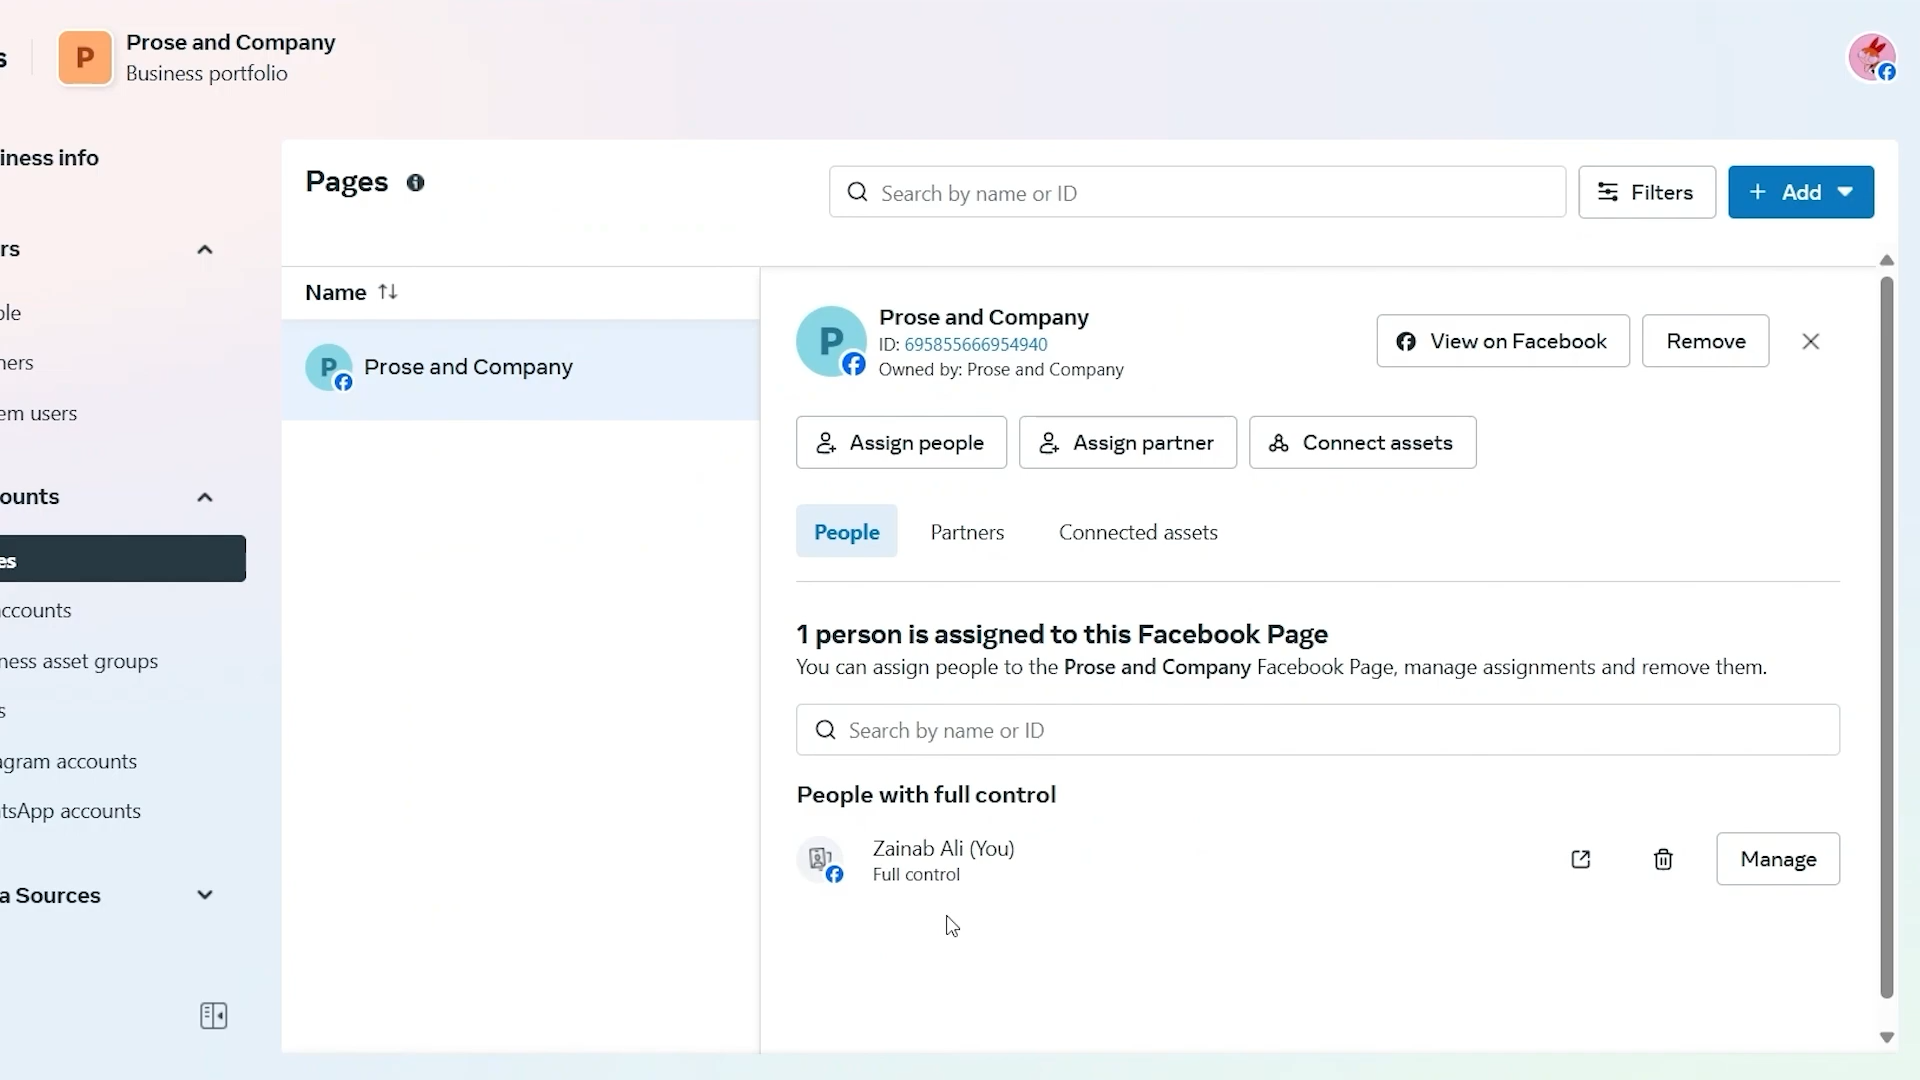 s
P
Prose and Company
Business portfolio
iness info
rs
ple
ners
em users
ounts
es
accounts
ness asset groups
s
agram accounts
tsApp accounts
a Sources
Pages
Search by name or ID
Filters
+ Add
Name
P
Prose and Company
P
Prose and Company
ID: 695855666954940
Owned by: Prose and Company
View on Facebook
Remove
Assign people
Assign partner
Connect assets
People
Partners
Connected assets
1 person is assigned to this Facebook Page
You can assign people to the Prose and Company Facebook Page, manage assignments and remove them.
Search by name or ID
People with full control
Zainab Ali (You)
Full control
Manage